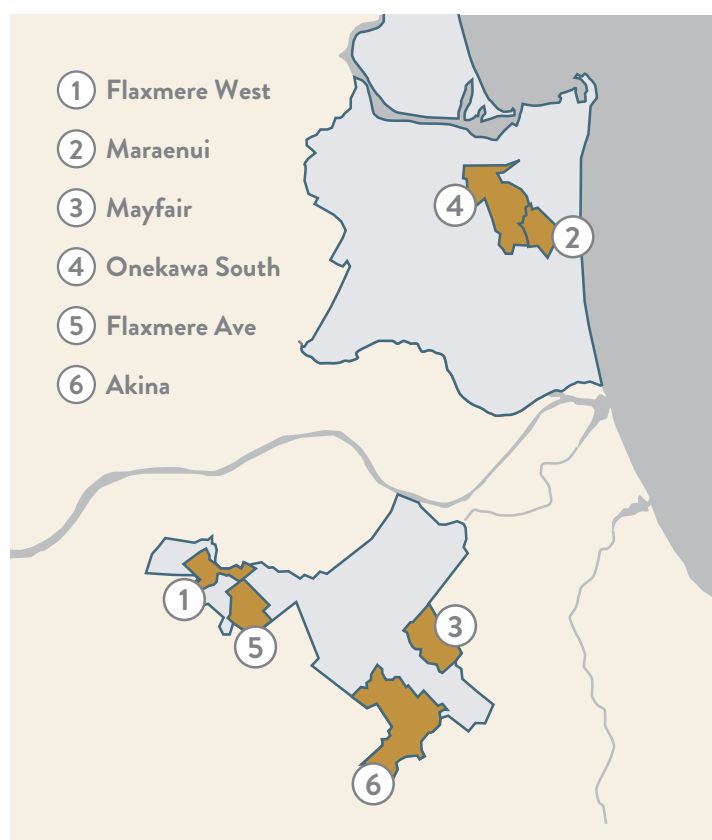 1 Flaxmere West
2 Maraenui
3 Mayfair
4 Onekawa South
5 Flaxmere Ave
6 Akina
4
2
1
5
3
6